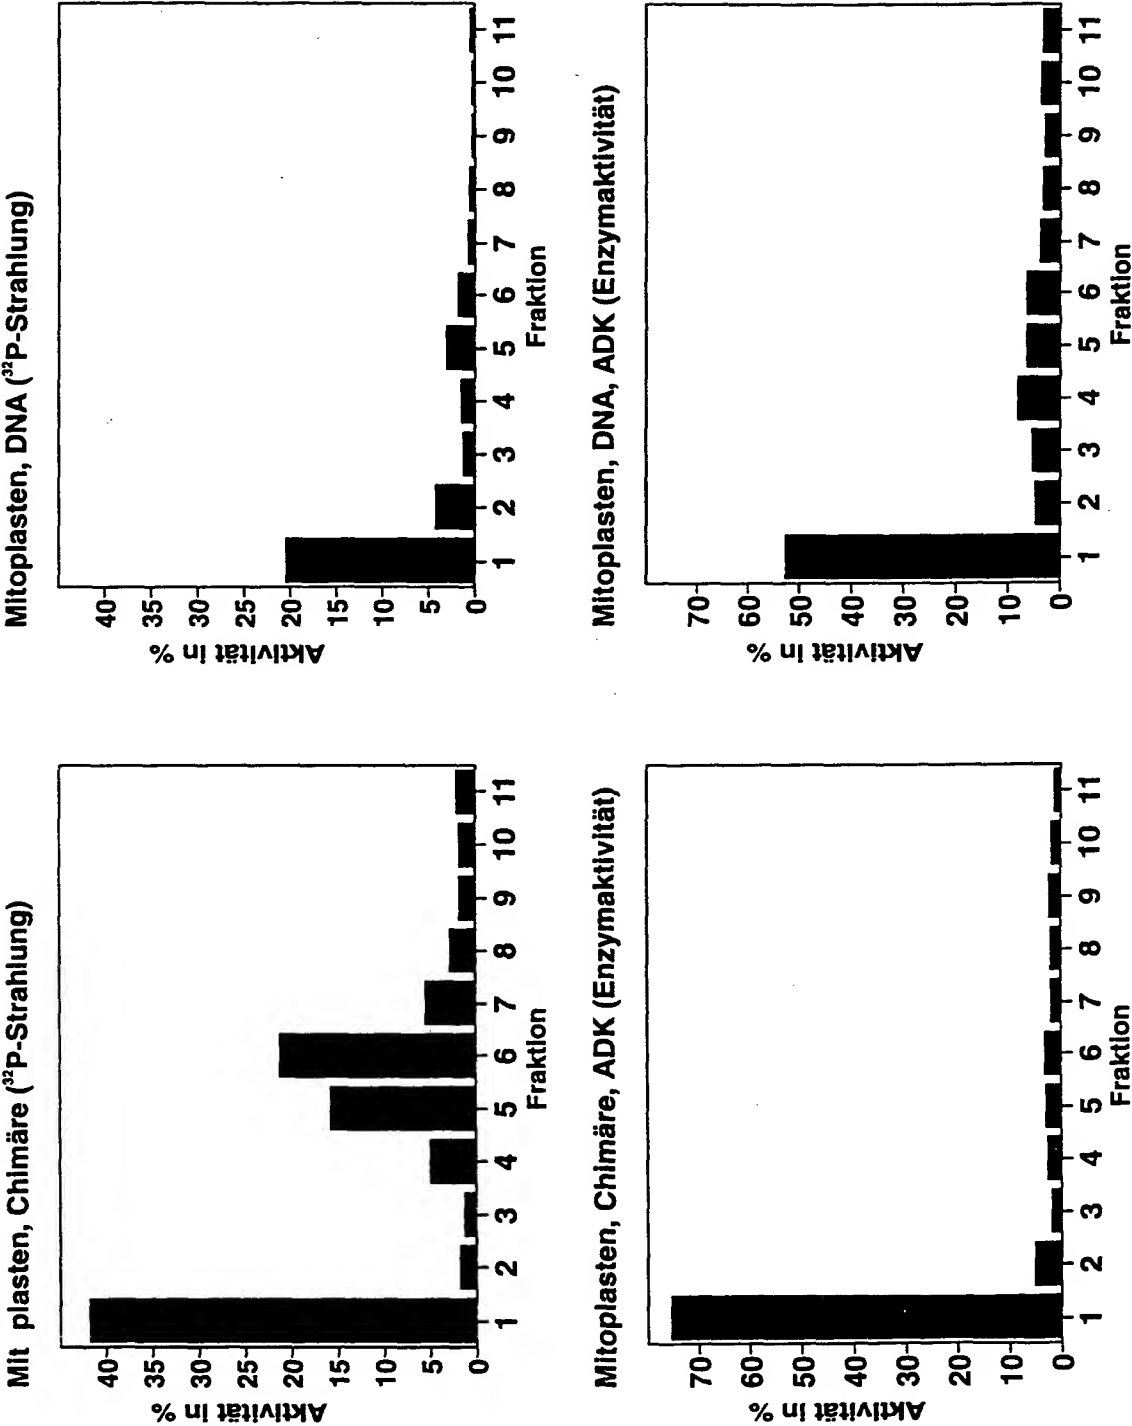 Mit plasten, Chimäre (³²P-Strahlung)
Aktivität in %
40
35
30
25
20
15
10
5
0
1 2 3 4 5 6 7 8 9 10 11
Fraktion
Mitoplasten, DNA (³²P-Strahlung)
Aktivität in %
40
35
30
25
20
15
10
5
0
1 2 3 4 5 6 7 8 9 10 11
Fraktion
Mitoplasten, Chimäre, ADK (Enzymaktivität)
Aktivität in %
70
60
50
40
30
20
10
0
1 2 3 4 5 6 7 8 9 10 11
Fraktion
Mitoplasten, DNA, ADK (Enzymaktivität)
Aktivität in %
70
60
50
40
30
20
10
0
1 2 3 4 5 6 7 8 9 10 11
Fraktion